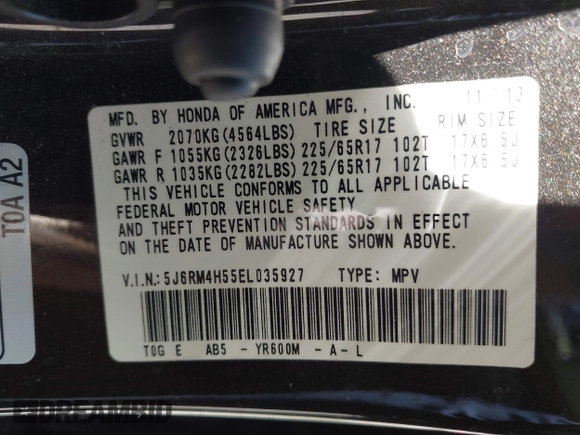 MFD. BY HONDA OF AMERICA MFG., INC. 11/13
GVWR 2070KG(4564LBS) TIRE SIZE RIM SIZE
GAWR F 1055KG(2326LBS) 225/65R17 102T 17X6.5J
GAWR R 1035KG(2282LBS) 225/65R17 102T 17X6.5J
THIS VEHICLE CONFORMS TO ALL APPLICABLE
FEDERAL MOTOR VEHICLE SAFETY
AND THEFT PREVENTION STANDARDS IN EFFECT
ON THE DATE OF MANUFACTURE SHOWN ABOVE.
V.I.N.:5J6RM4H55EL035927 TYPE: MPV
T0G E AB5 - YR600M - A - L
T0A A2
DREAMBID